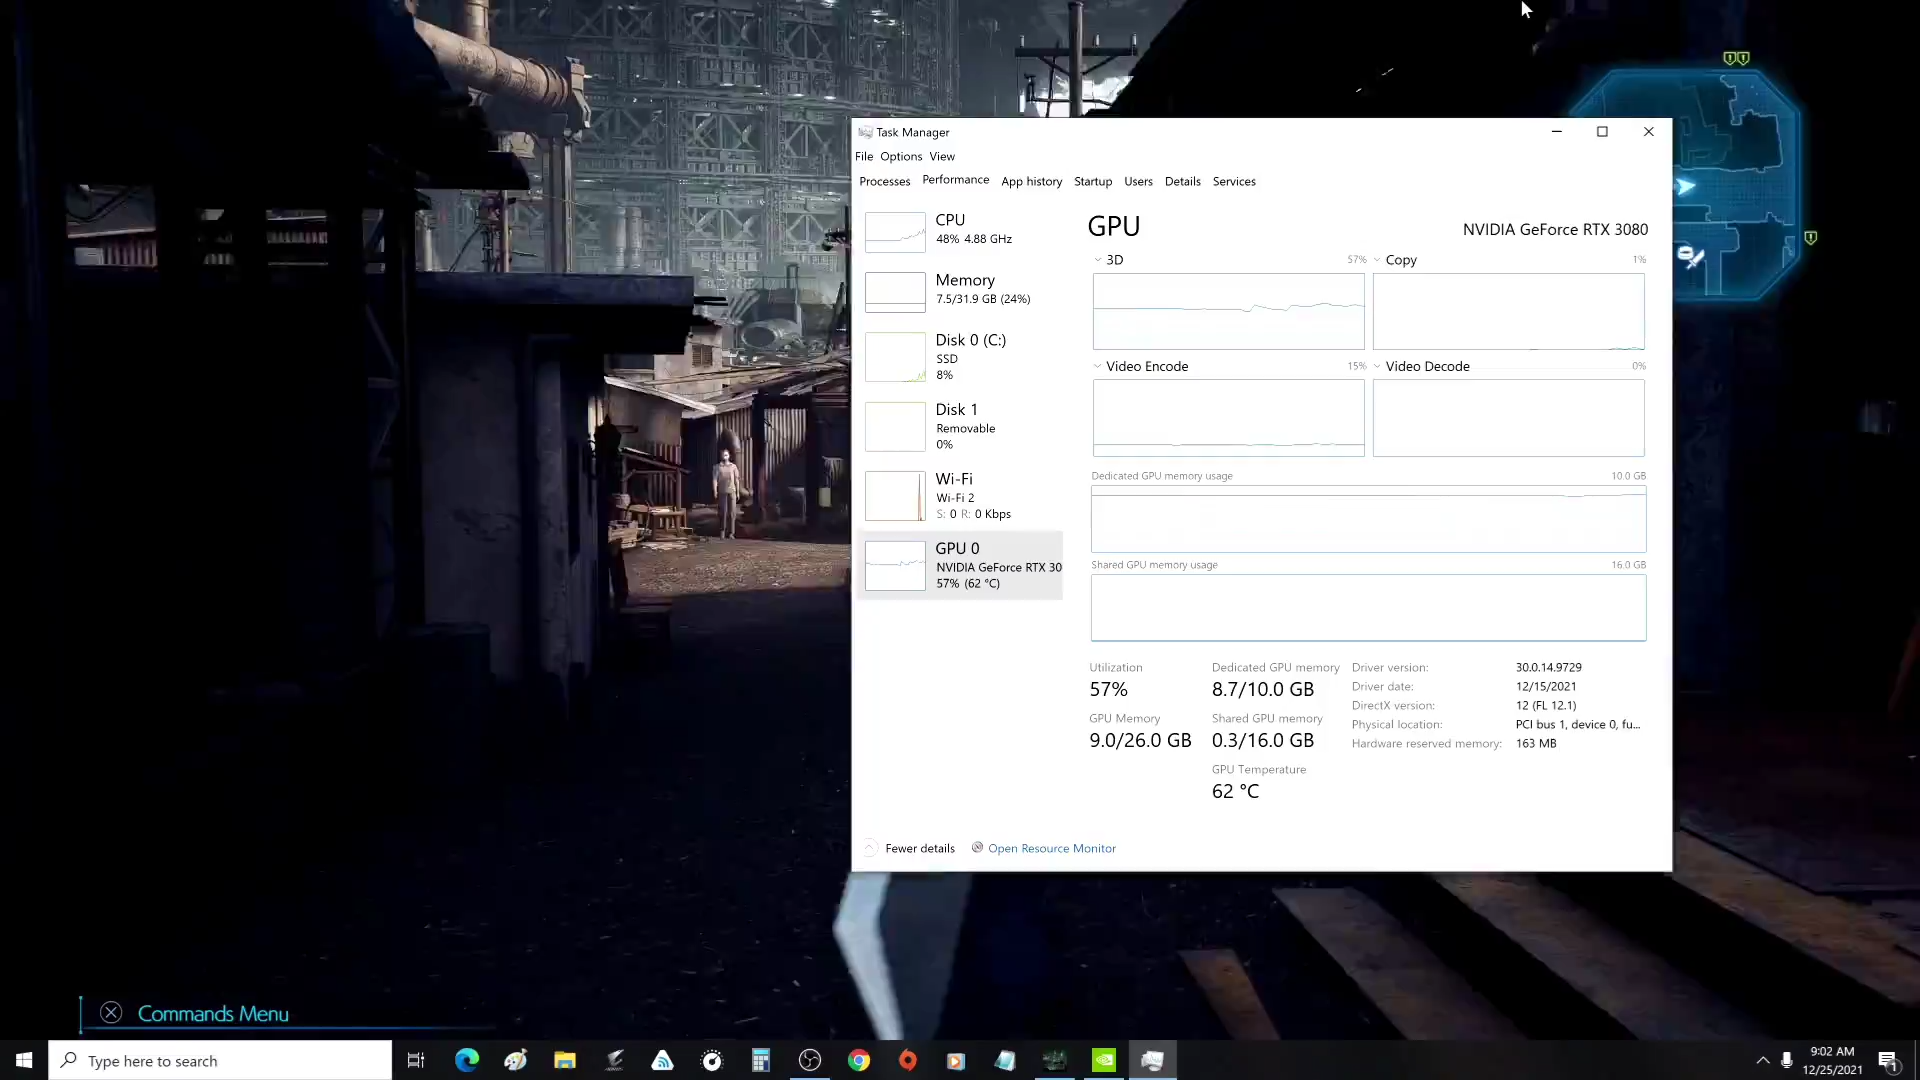 Task Manager
File Options View
Processes Performance App history Startup Users Details Services
CPU
48% 4.88 GHz
Memory
7.5/31.9 GB (24%)
Disk 0 (C:)
SSD
8%
Disk 1
Removable
0%
Wi-Fi
Wi-Fi 2
S: 0 R: 0 Kbps
GPU 0
NVIDIA GeForce RTX 30
57% (62 °C)
GPU
NVIDIA GeForce RTX 3080
3D 57% Copy 1%
Video Encode 15% Video Decode 0%
Dedicated GPU memory usage 10.0 GB
Shared GPU memory usage 16.0 GB
Utilization
57%
Dedicated GPU memory
8.7/10.0 GB
GPU Memory
9.0/26.0 GB
Shared GPU memory
0.3/16.0 GB
GPU Temperature
62 °C
Driver version: 30.0.14.9729
Driver date: 12/15/2021
DirectX version: 12 (FL 12.1)
Physical location: PCI bus 1, device 0, fu...
Hardware reserved memory: 163 MB
Fewer details Open Resource Monitor
Commands Menu
Type here to search
9:02 AM
12/25/2021
1